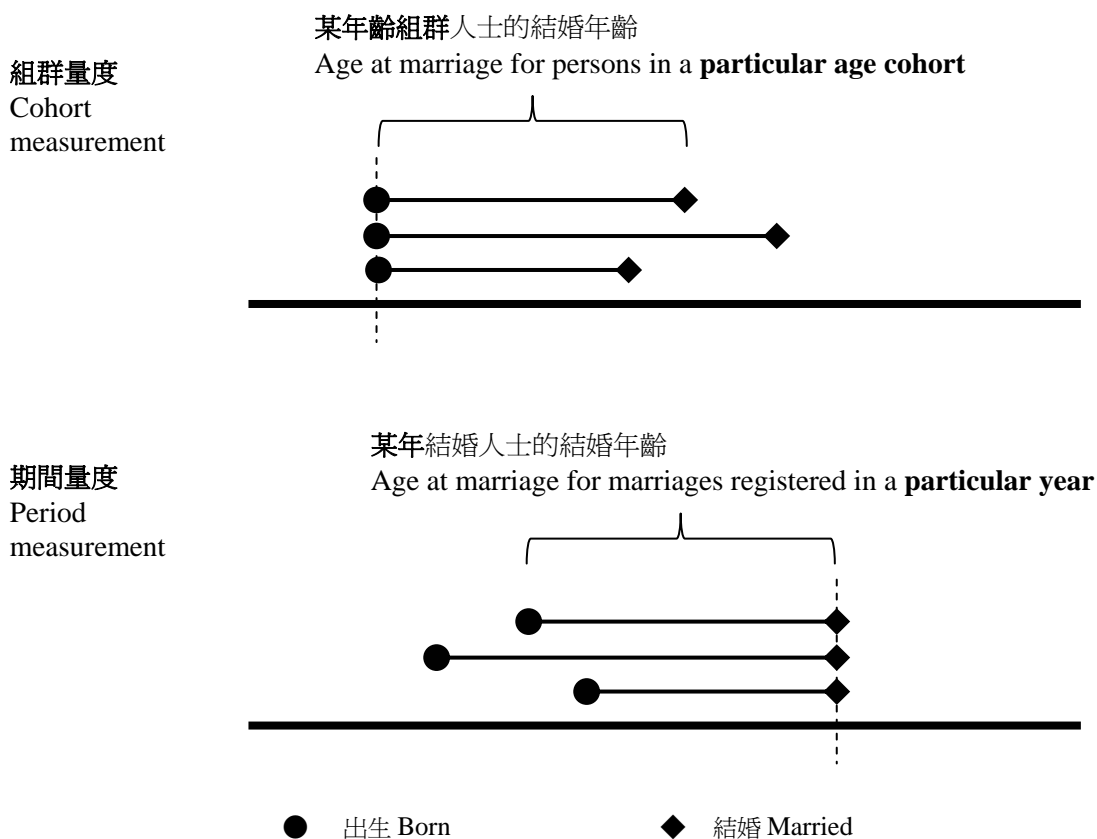 某年齡組群人士的結婚年齡
Age at marriage for persons in a particular age cohort
組群量度
Cohort
measurement
某年結婚人士的結婚年齡
Age at marriage for marriages registered in a particular year
期間量度
Period
measurement
出生 Born
結婚 Married